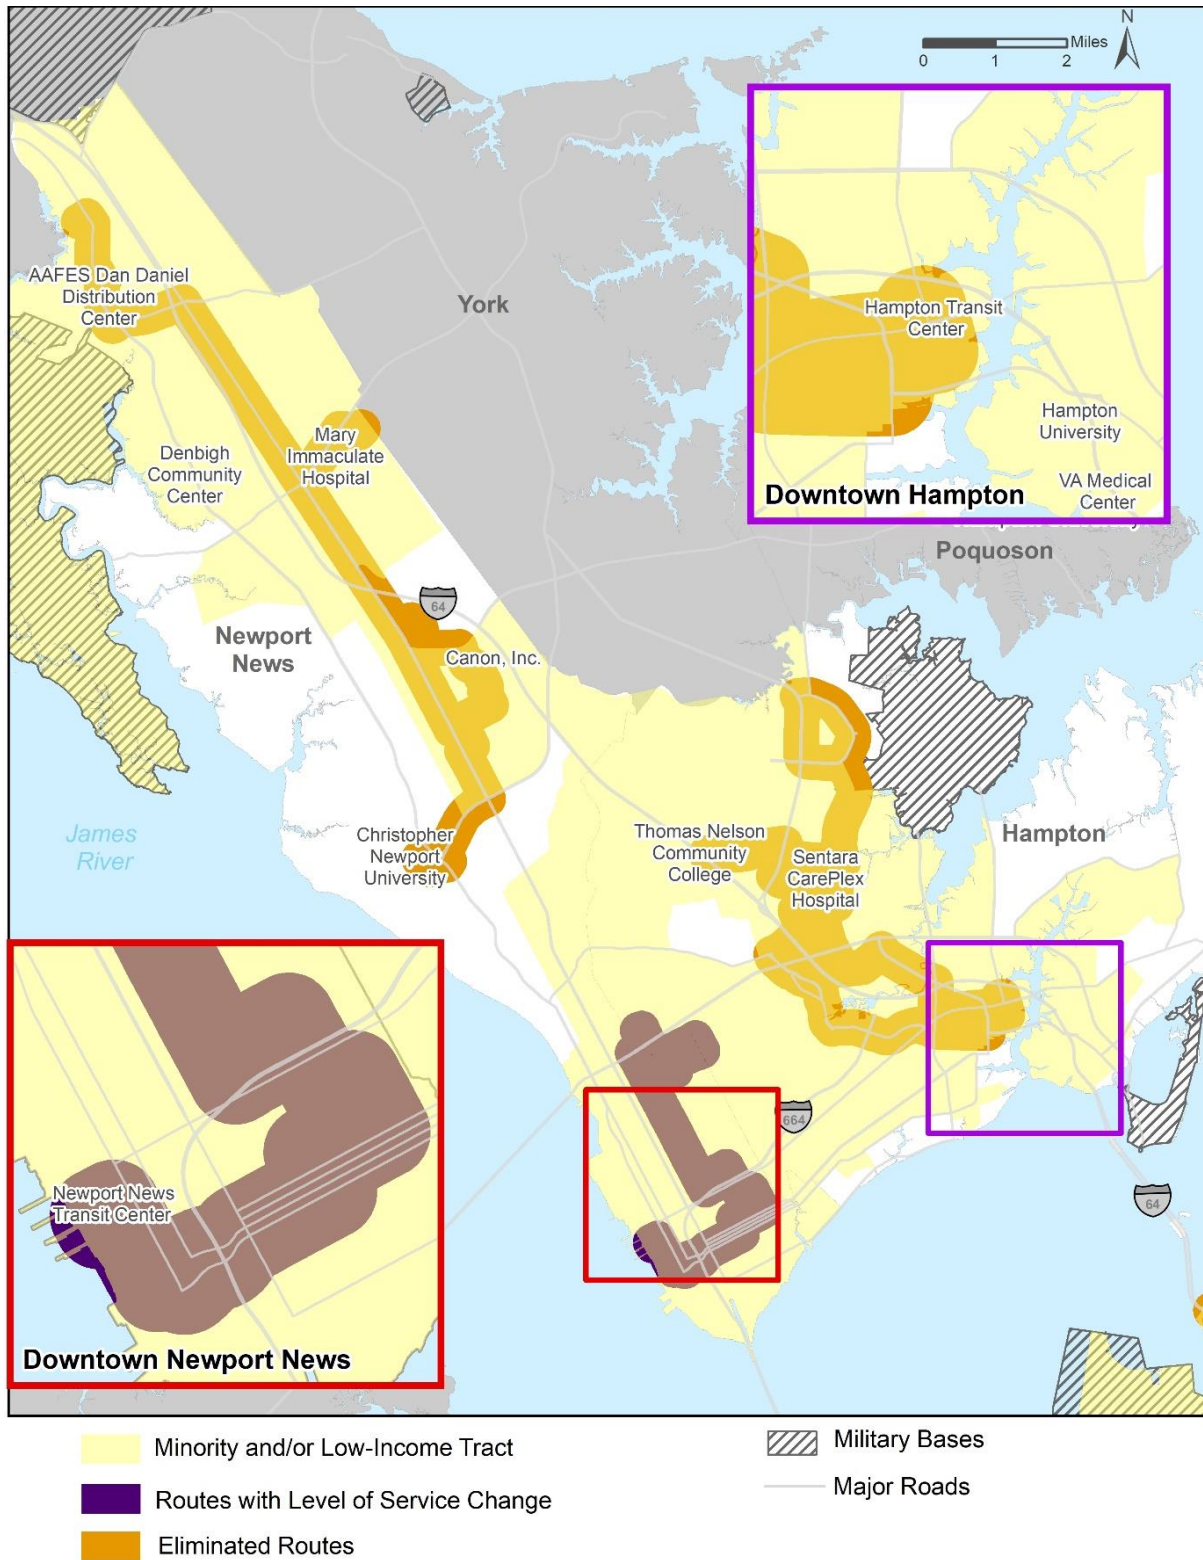 N
Miles
0 1 2
AAFES Dan Daniel
Distribution
Center
York
Hampton Transit
Center
Hampton
University
VA Medical
Center
Downtown Hampton
Poquoson
Mary
Immaculate
Hospital
Denbigh
Community
Center
64
Newport
News
Canon, Inc.
James
River
Christopher
Newport
University
Thomas Nelson
Community
College
Sentara
CarePlex
Hospital
Hampton
664
64
Newport News
Transit Center
Downtown Newport News
Minority and/or Low-Income Tract
Routes with Level of Service Change
Eliminated Routes
Military Bases
Major Roads